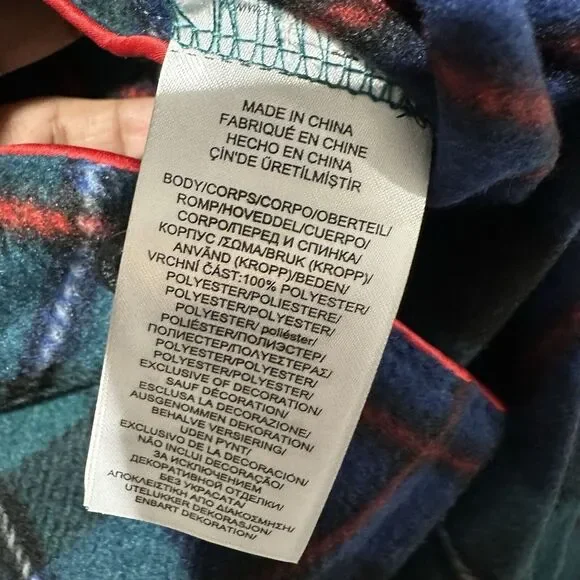 MADE IN CHINA
FABRIQUÉ EN CHINE
HECHO EN CHINA
ÇİN'DE ÜRETİLMİŞTİR
BODY/CORPS/CORPO/OBERTEIL/
ROMP/HOVEDDEL/CUERPO/
CORPO/ПЕРЕД И СПИНКА/
КОРПУС /ΣΩΜΑ/BRUK (KROPP)/
ANVÄND (KROPP)/BEDEN/
VRCHNÍ ČÁST:100% POLYESTER/
POLYESTER/POLIESTERE/
POLYESTER/POLYESTER/
POLYESTER/ poliéster/
POLIÉSTER/ПОЛИЭСТЕР/
ПОЛИЕСТЕР/ΠΟΛΥΕΣΤΕΡΑΣ/
POLYESTER/POLYESTER/
POLYESTER/POLYESTER/
EXCLUSIVE OF DECORATION/
SAUF DÉCORATION/
ESCLUSA LA DECORAZIONE/
AUSGENOMMEN DEKORATION/
BEHALVE VERSIERING/
UDEN PYNT/
EXCLUSIVO DE LA DECORACIÓN/
NÃO INCLUI DECORAÇÃO/
ЗА ИСКЛЮЧЕНИЕМ
ДЕКОРАТИВНОЙ ОТДЕЛКИ/
БЕЗ УКРАСАТА/
ΑΠΟΚΛΕΙΣΤΙΚΗ ΑΠΟ ΔΙΑΚΟΣΜΗΣΗ/
UTELUKKER DEKORASJON/
ENBART DEKORATION/